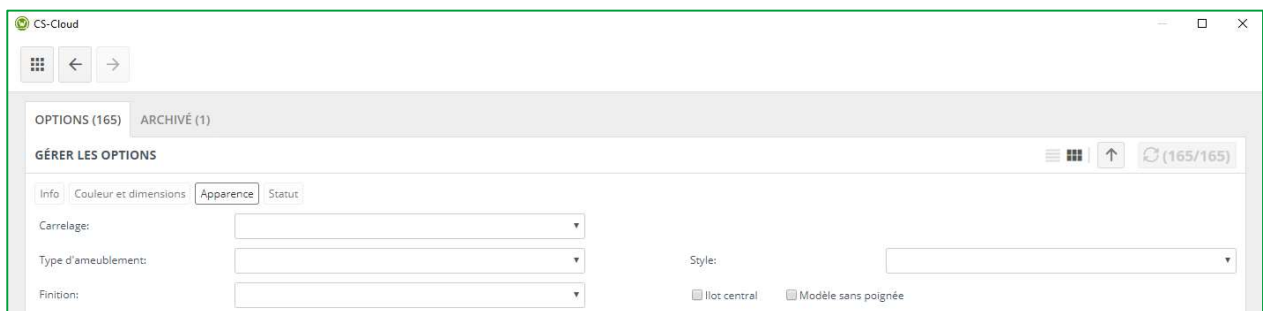 CS-Cloud
OPTIONS (165) ARCHIVÉ (1)
GÉRER LES OPTIONS (165/165)
Info Couleur et dimensions Apparence Statut
Carrelage:
Type d'ameublement: Style:
Finition: Ilot central Modèle sans poignée